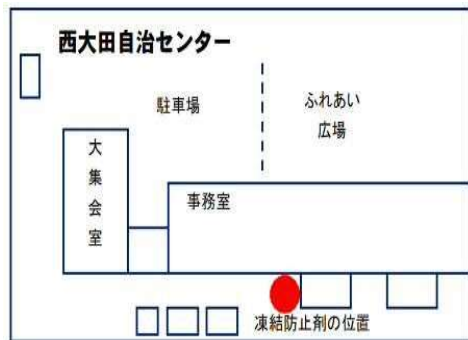 西大田自治センター
駐車場
ふれあい
広場
大集会室
事務室
凍結防止剤の位置